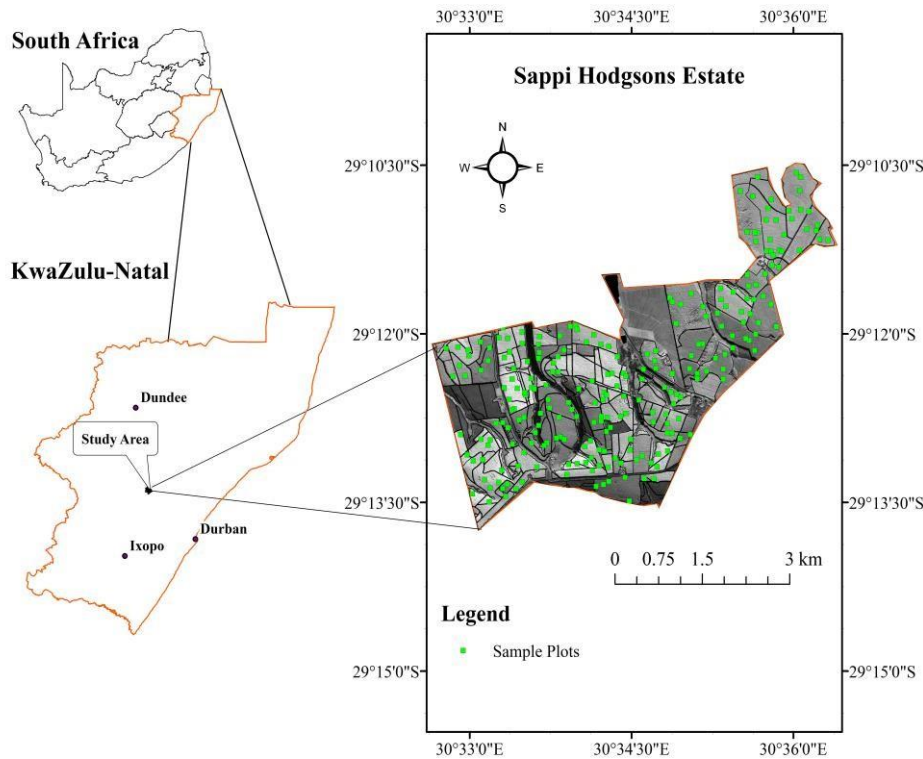 30°33'0"E 30°34'30"E 30°36'0"E
South Africa
Sappi Hodgsons Estate
N
W E
S
29°10'30"S 29°10'30"S
KwaZulu-Natal
29°12'0"S 29°12'0"S
Dundee
Study Area
29°13'30"S 29°13'30"S
Durban
Ixopo
0 0.75 1.5 3 km
Legend
Sample Plots
29°15'0"S 29°15'0"S
30°33'0"E 30°34'30"E 30°36'0"E